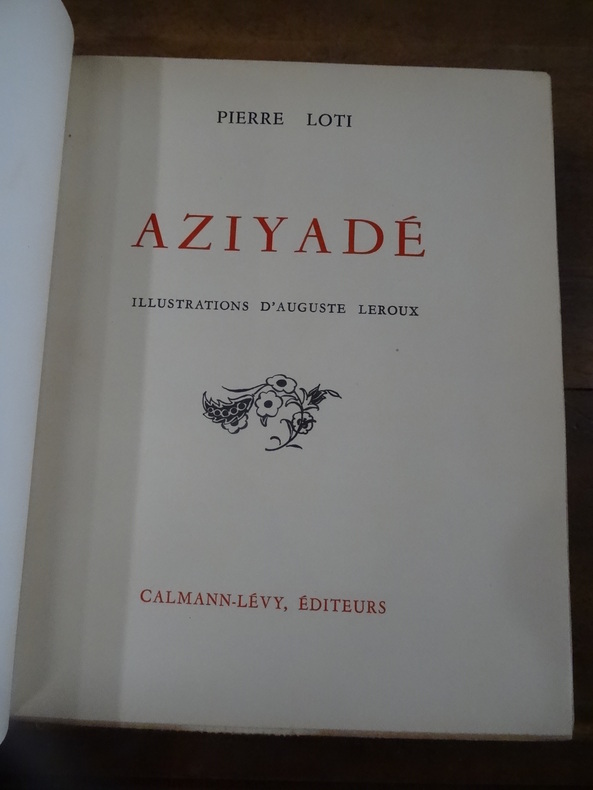 PIERRE LOTI
AZIYADÉ
ILLUSTRATIONS D'AUGUSTE LEROUX
CALMANN-LÉVY, ÉDITEURS